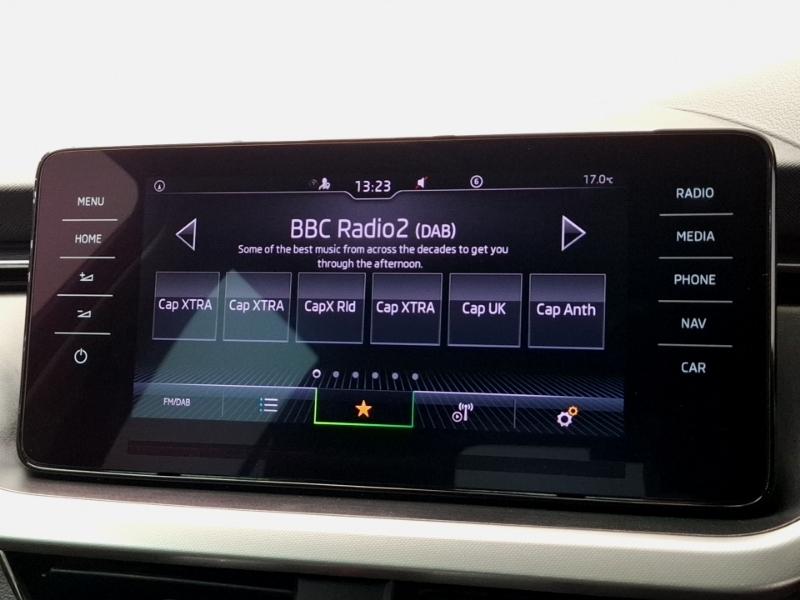 13:23
6
17.0°C
BBC Radio2 (DAB)
Some of the best music from across the decades to get you
through the afternoon.
Cap XTRA Cap XTRA CapX Rld Cap XTRA Cap UK Cap Anth
FM/DAB
MENU
HOME
RADIO
MEDIA
PHONE
NAV
CAR